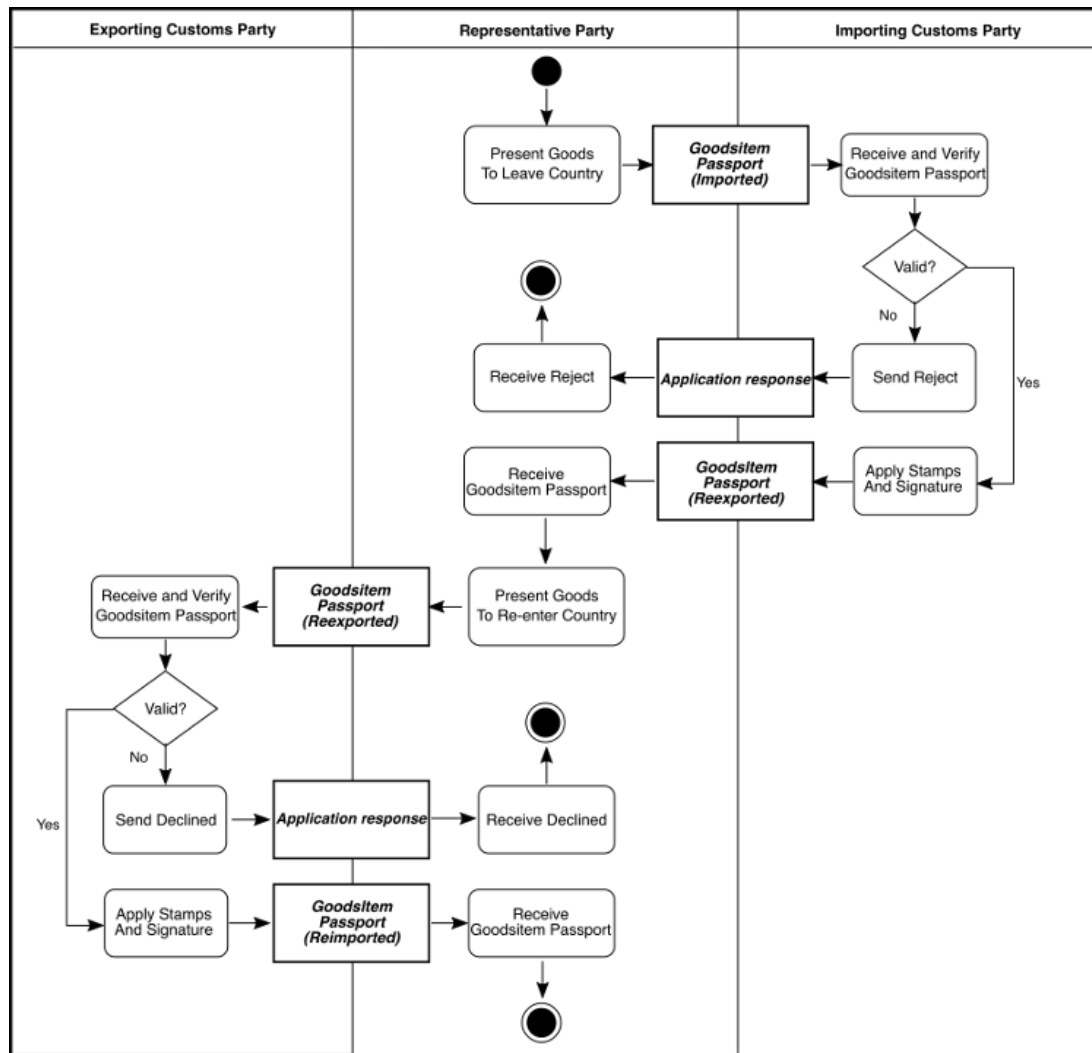 Exporting Customs Party
Representative Party
Importing Customs Party
Present Goods
To Leave Country
Goodsitem
Passport
(Imported)
Receive and Verify
Goodsitem Passport
Valid?
No
Yes
Receive Reject
Application response
Send Reject
Receive
Goodsitem Passport
GoodsItem
Passport
(Reexported)
Apply Stamps
And Signature
Receive and Verify
Goodsitem Passport
Goodsitem
Passport
(Reexported)
Present Goods
To Re-enter Country
Valid?
No
Yes
Send Declined
Application response
Receive Declined
Apply Stamps
And Signature
GoodsItem
Passport
(Reimported)
Receive
Goodsitem Passport